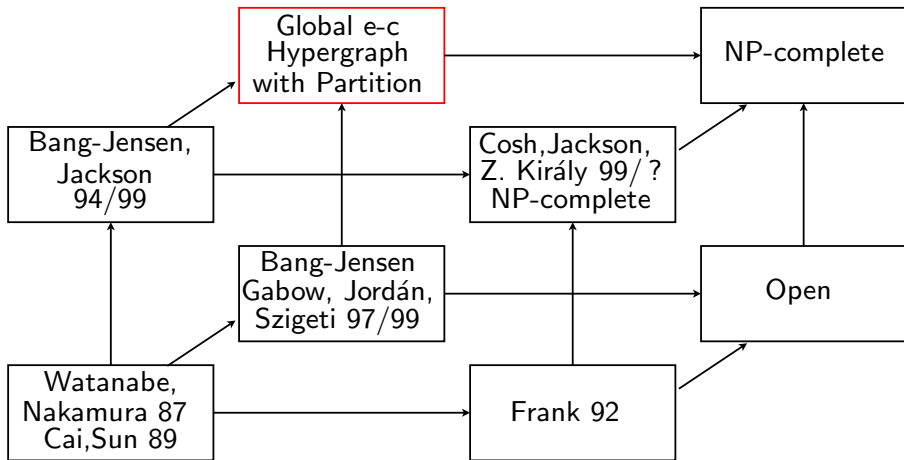 Global e-c
Hypergraph
with Partition
NP-complete
Bang-Jensen,
Jackson
94/99
Cosh,Jackson,
Z. Király 99/ ?
NP-complete
Bang-Jensen
Gabow, Jordán,
Szigeti 97/99
Open
Watanabe,
Nakamura 87
Cai,Sun 89
Frank 92